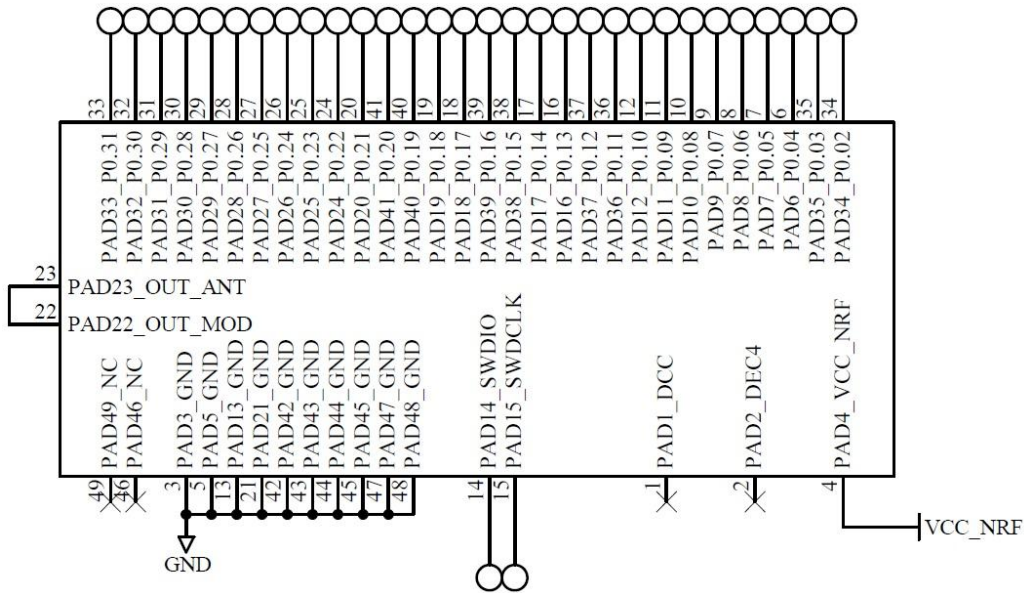 33 32 31 30 29 28 27 26 25 24 20 41 40 19 18 39 38 17 16 37 36 12 11 10 9 8 7 6 35 34
PAD33_P0.31
PAD32_P0.30
PAD31_P0.29
PAD30_P0.28
PAD29_P0.27
PAD28_P0.26
PAD27_P0.25
PAD26_P0.24
PAD25_P0.23
PAD24_P0.22
PAD20_P0.21
PAD41_P0.20
PAD40_P0.19
PAD19_P0.18
PAD18_P0.17
PAD39_P0.16
PAD38_P0.15
PAD17_P0.14
PAD16_P0.13
PAD37_P0.12
PAD36_P0.11
PAD12_P0.10
PAD11_P0.09
PAD10_P0.08
PAD9_P0.07
PAD8_P0.06
PAD7_P0.05
PAD6_P0.04
PAD35_P0.03
PAD34_P0.02
23 PAD23_OUT_ANT
22 PAD22_OUT_MOD
PAD49_NC
PAD46_NC
PAD3_GND
PAD5_GND
PAD13_GND
PAD21_GND
PAD42_GND
PAD43_GND
PAD44_GND
PAD45_GND
PAD47_GND
PAD48_GND
PAD14_SWDIO
PAD15_SWDCLK
PAD1_DCC
PAD2_DEC4
PAD4_VCC_NRF
49 46 3 5 13 21 42 43 44 45 47 48 14 15 1 2 4
VCC_NRF
GND